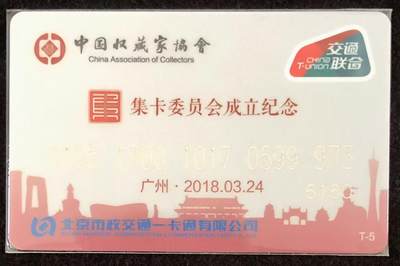 中国收藏家協會
China Association of Collectors
交通
CHINA
T-UNION
联合
集卡委员会成立纪念
广州·2018.03.24
北京市政交通一卡通有限公司
T-5